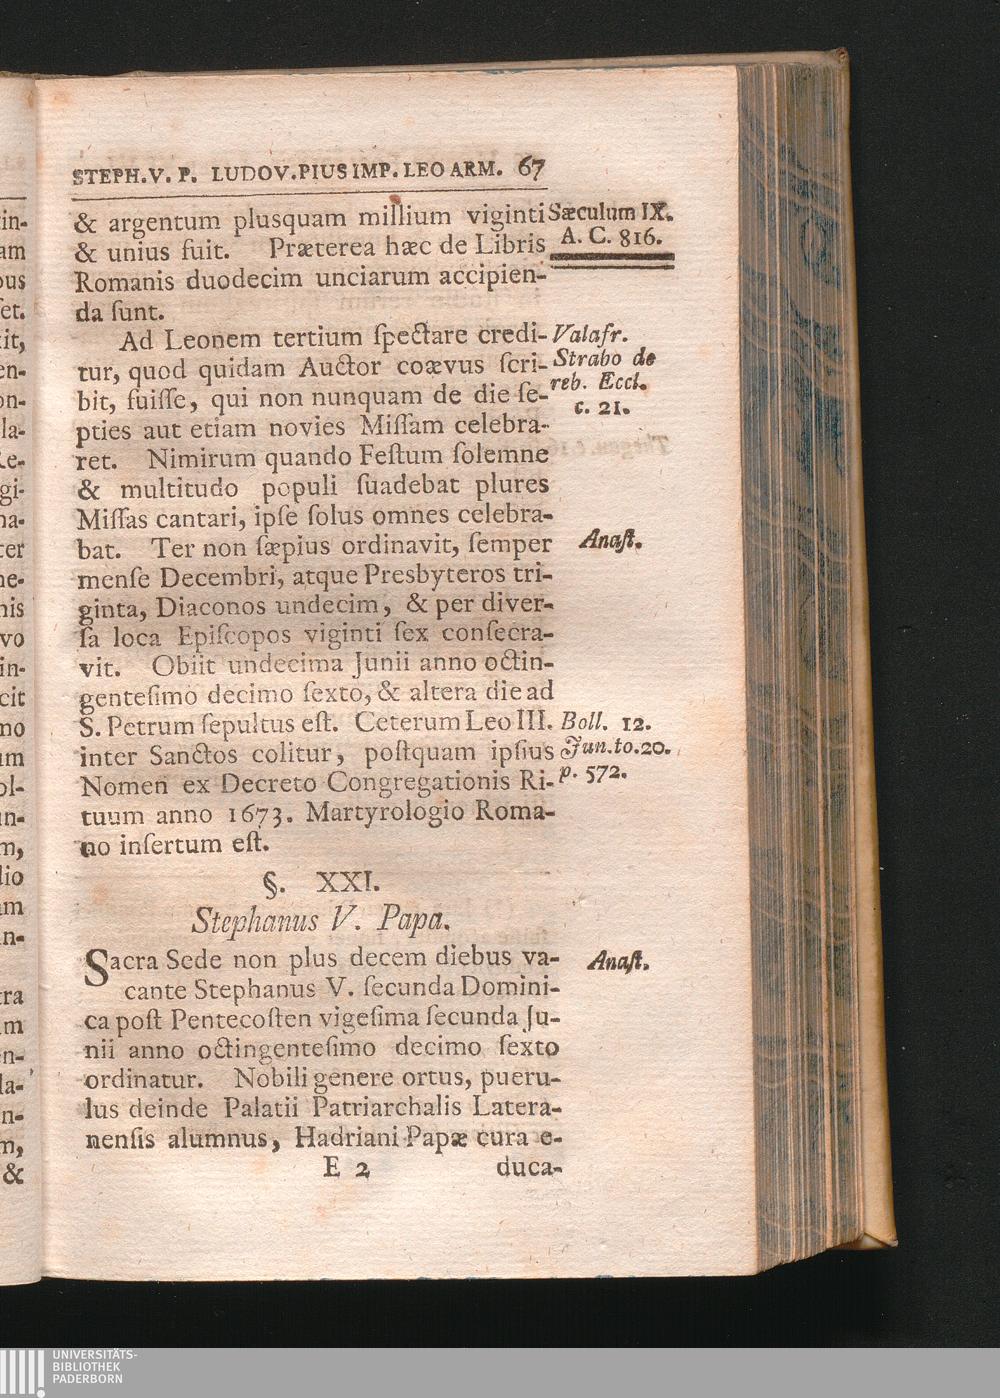 STEPH. V. P. LUDOV. PIUS IMP. LEO ARM. 67
& argentum plusquam millium viginti
& unius fuit. Præterea hæc de Libris
Romanis duodecim unciarum accipien-
da ſunt.
Sæculum IX.
A. C. 816.
Ad Leonem tertium ſpectare credi-
tur, quod quidam Auctor coævus ſcri-
bit, fuiſſe, qui non nunquam de die ſe-
pties aut etiam novies Miſſam celebra-
ret. Nimirum quando Feſtum ſolemne
& multitudo populi ſuadebat plures
Miſſas cantari, ipſe ſolus omnes celebra-
bat. Ter non ſæpius ordinavit, ſemper
menſe Decembri, atque Presbyteros tri-
ginta, Diaconos undecim, & per diver-
ſa loca Epiſcopos viginti ſex conſecra-
vit. Obiit undecima Junii anno octin-
genteſimo decimo ſexto, & altera die ad
S. Petrum ſepultus eſt. Ceterum Leo III.
inter Sanctos colitur, poſtquam ipſius
Nomen ex Decreto Congregationis Ri-
tuum anno 1673. Martyrologio Roma-
no inſertum eſt.
Valafr.
Strabo de
reb. Eccl.
c. 21.
Anaſt.
Boll. 12.
Jun. to. 20.
p. 572.
§. XXI.
Stephanus V. Papa.
Sacra Sede non plus decem diebus va-
cante Stephanus V. ſecunda Domini-
ca poſt Pentecoſten vigeſima ſecunda Ju-
nii anno octingenteſimo decimo ſexto
ordinatur. Nobili genere ortus, pueru-
lus deinde Palatii Patriarchalis Latera-
nenſis alumnus, Hadriani Papæ cura e-
Anaſt.
E 2 duca-
UNIVERSITÄTS-
BIBLIOTHEK
PADERBORN